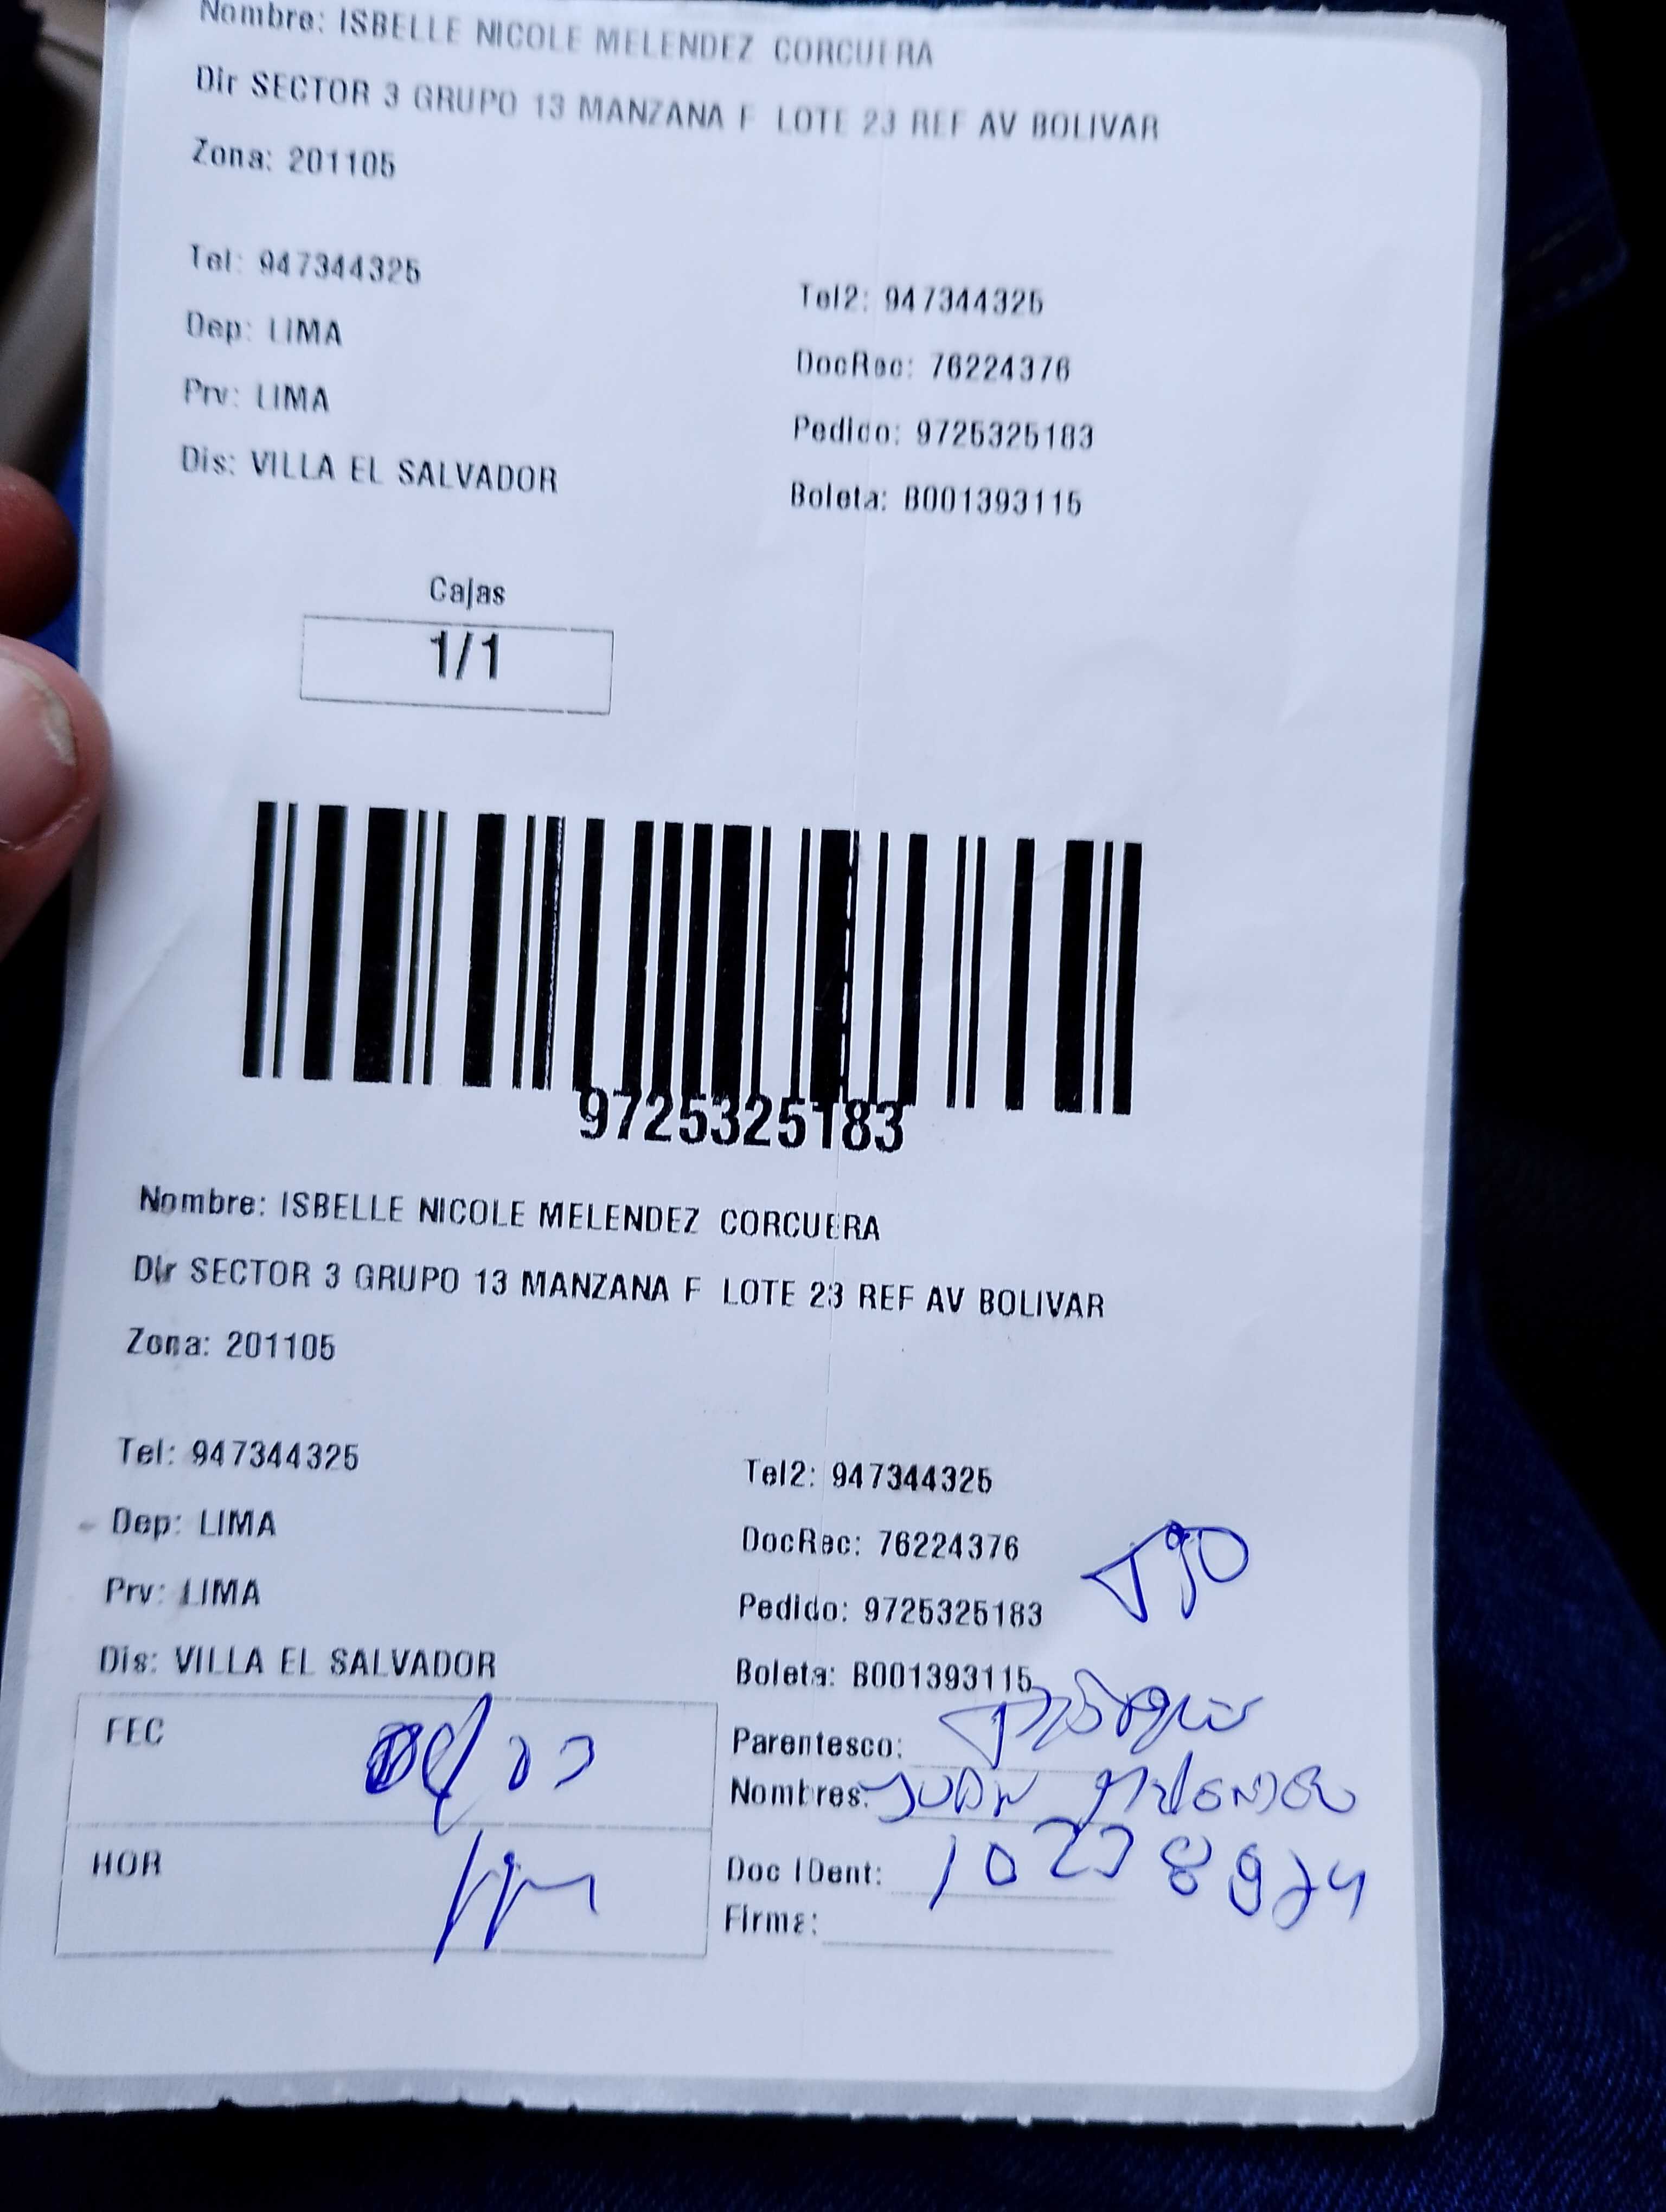 Nombre: ISBELLE NICOLE MELENDEZ CORCUERA
Dir SECTOR 3 GRUPO 13 MANZANA F LOTE 23 REF AV BOLIVAR
Zona: 201105
Tel: 947344325 Tel2: 947344325
Dep: LIMA DocRec: 76224376
Prv: LIMA Pedido: 9725325183
Dis: VILLA EL SALVADOR Boleta: B001393115
Cajas
1/1
9725325183
Nombre: ISBELLE NICOLE MELENDEZ CORCUERA
Dir SECTOR 3 GRUPO 13 MANZANA F LOTE 23 REF AV BOLIVAR
Zona: 201105
Tel: 947344325 Tel2: 947344325
Dep: LIMA DocRec: 76224376
Prv: LIMA Pedido: 9725325183
Dis: VILLA EL SALVADOR Boleta: B001393115
FEC Parentesco:
Nombres: JUAN
HOR Doc IDent:
Firma: